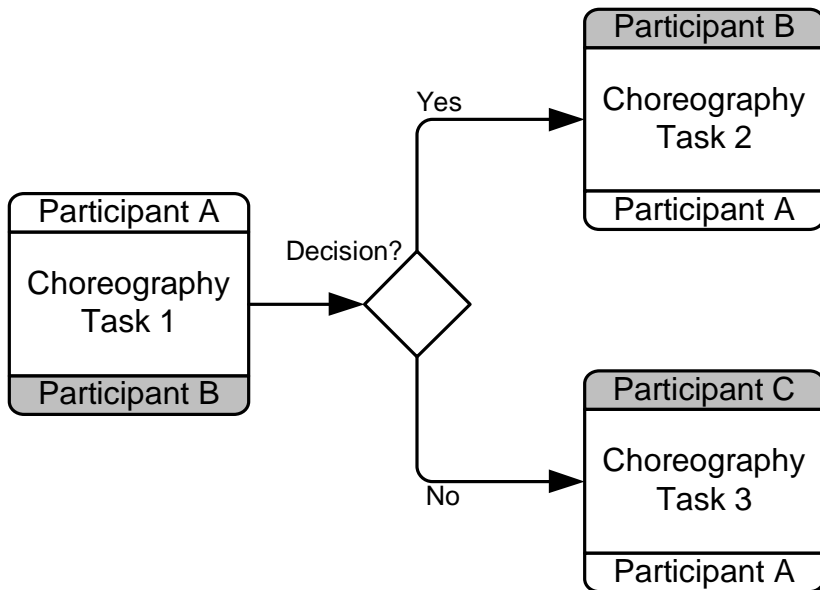 Participant A
Choreography
Task 1
Participant B
Decision?
Yes
Participant B
Choreography
Task 2
Participant A
No
Participant C
Choreography
Task 3
Participant A